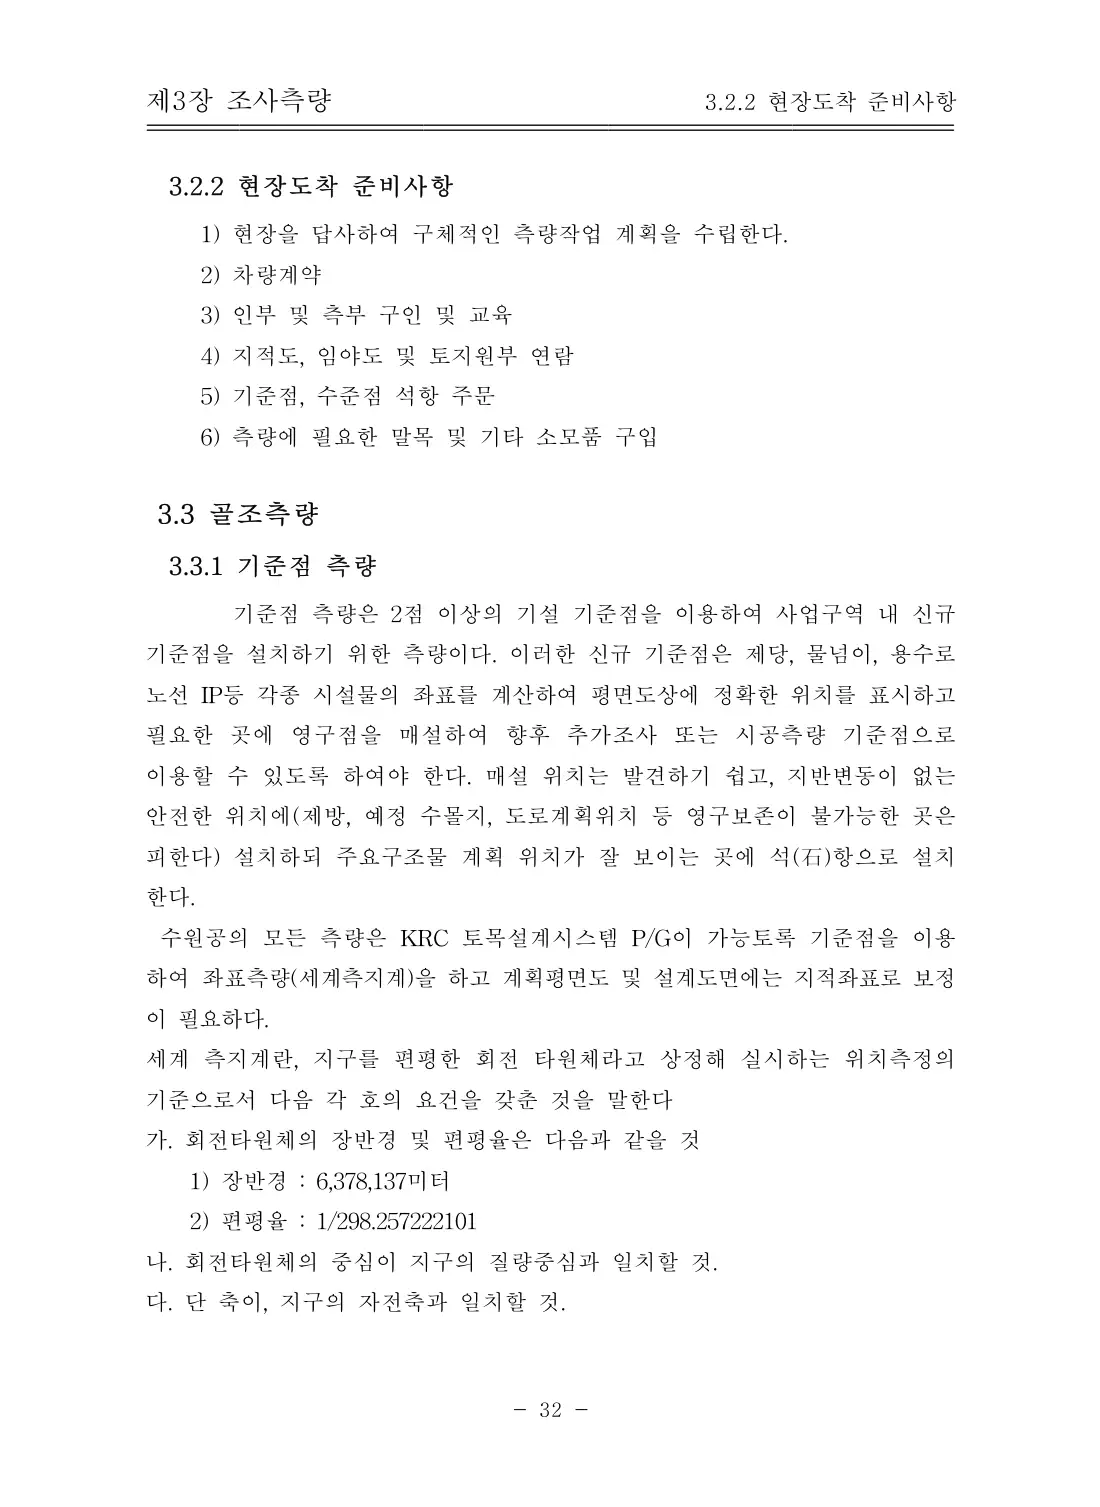 제3장 조사측량
3.2.2 현장도착 준비사항
3.2.2 현장도착 준비사항
1) 현장을 답사하여 구체적인 측량작업 계획을 수립한다.
2) 차량계약
3) 인부 및 측부 구인 및 교육
4) 지적도, 임야도 및 토지원부 연람
5) 기준점, 수준점 석항 주문
6) 측량에 필요한 말목 및 기타 소모품 구입
3.3 골조측량
3.3.1 기준점 측량
기준점 측량은 2점 이상의 기설 기준점을 이용하여 사업구역 내 신규
기준점을 설치하기 위한 측량이다. 이러한 신규 기준점은 제당, 물넘이, 용수로
노선 IP등 각종 시설물의 좌표를 계산하여 평면도상에 정확한 위치를 표시하고
필요한 곳에 영구점을 매설하여 향후 추가조사 또는 시공측량 기준점으로
이용할 수 있도록 하여야 한다. 매설 위치는 발견하기 쉽고, 지반변동이 없는
안전한 위치에(제방, 예정 수몰지, 도로계획위치 등 영구보존이 불가능한 곳은
피한다) 설치하되 주요구조물 계획 위치가 잘 보이는 곳에 석(石)항으로 설치
한다.
수원공의 모든 측량은 KRC 토목설계시스템 P/G이 가능토록 기준점을 이용
하여 좌표측량(세계측지계)을 하고 계획평면도 및 설계도면에는 지적좌표로 보정
이 필요하다.
세계 측지계란, 지구를 편평한 회전 타원체라고 상정해 실시하는 위치측정의
기준으로서 다음 각 호의 요건을 갖춘 것을 말한다
가. 회전타원체의 장반경 및 편평율은 다음과 같을 것
1) 장반경 : 6,378,137미터
2) 편평율 : 1/298.257222101
나. 회전타원체의 중심이 지구의 질량중심과 일치할 것.
다. 단 축이, 지구의 자전축과 일치할 것.
- 32 -